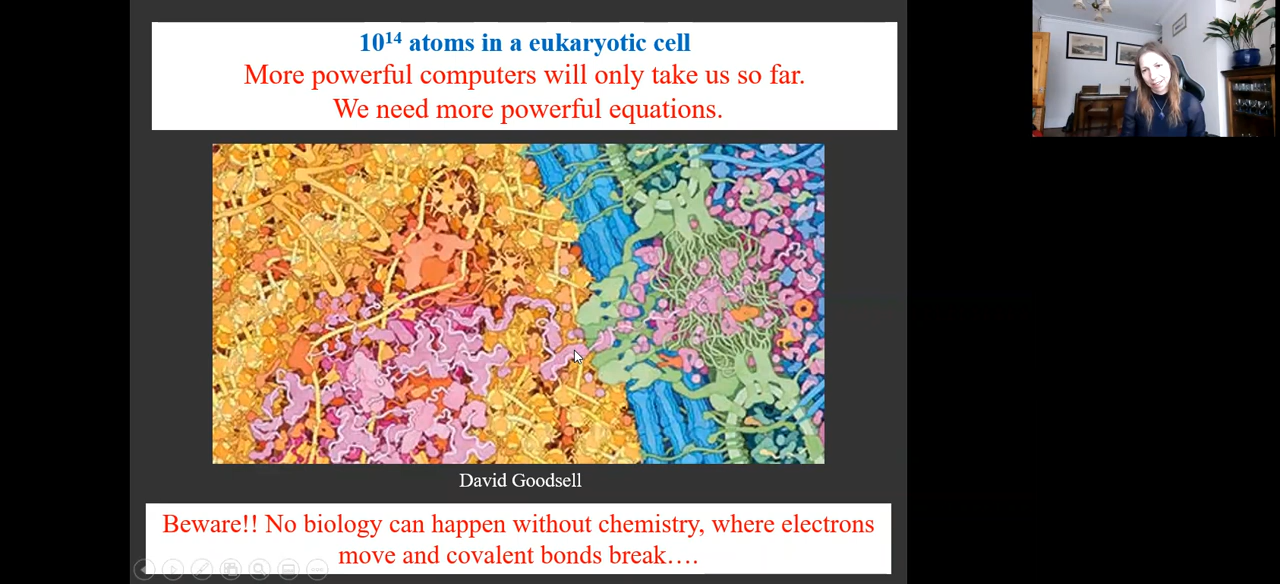 10¹⁴ atoms in a eukaryotic cell
More powerful computers will only take us so far.
We need more powerful equations.
David Goodsell
Beware!! No biology can happen without chemistry, where electrons
move and covalent bonds break….